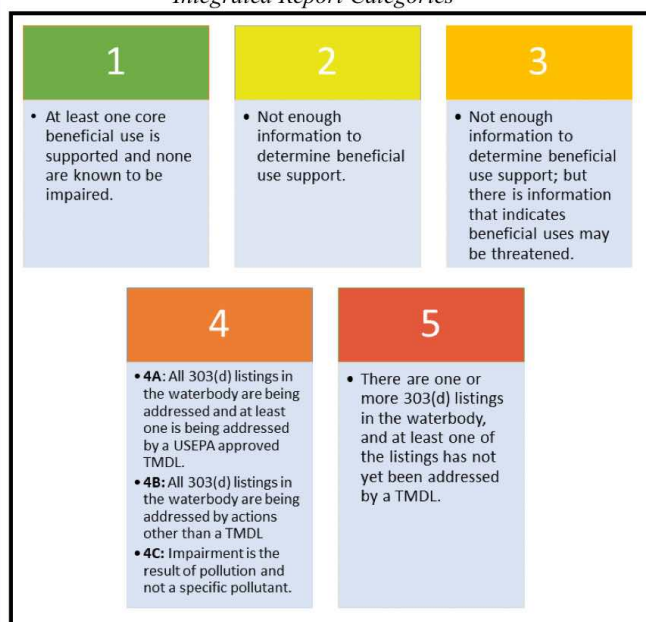 Integrated Report Categories
1
• At least one core
beneficial use is
supported and none
are known to be
impaired.
2
• Not enough
information to
determine beneficial
use support.
3
• Not enough
information to
determine beneficial
use support; but
there is information
that indicates
beneficial uses may
be threatened.
4
• 4A: All 303(d) listings in
the waterbody are being
addressed and at least
one is being addressed
by a USEPA approved
TMDL.
• 4B: All 303(d) listings in
the waterbody are being
addressed by actions
other than a TMDL
• 4C: Impairment is the
result of pollution and
not a specific pollutant.
5
• There are one or
more 303(d) listings
in the waterbody,
and at least one of
the listings has not
yet been addressed
by a TMDL.